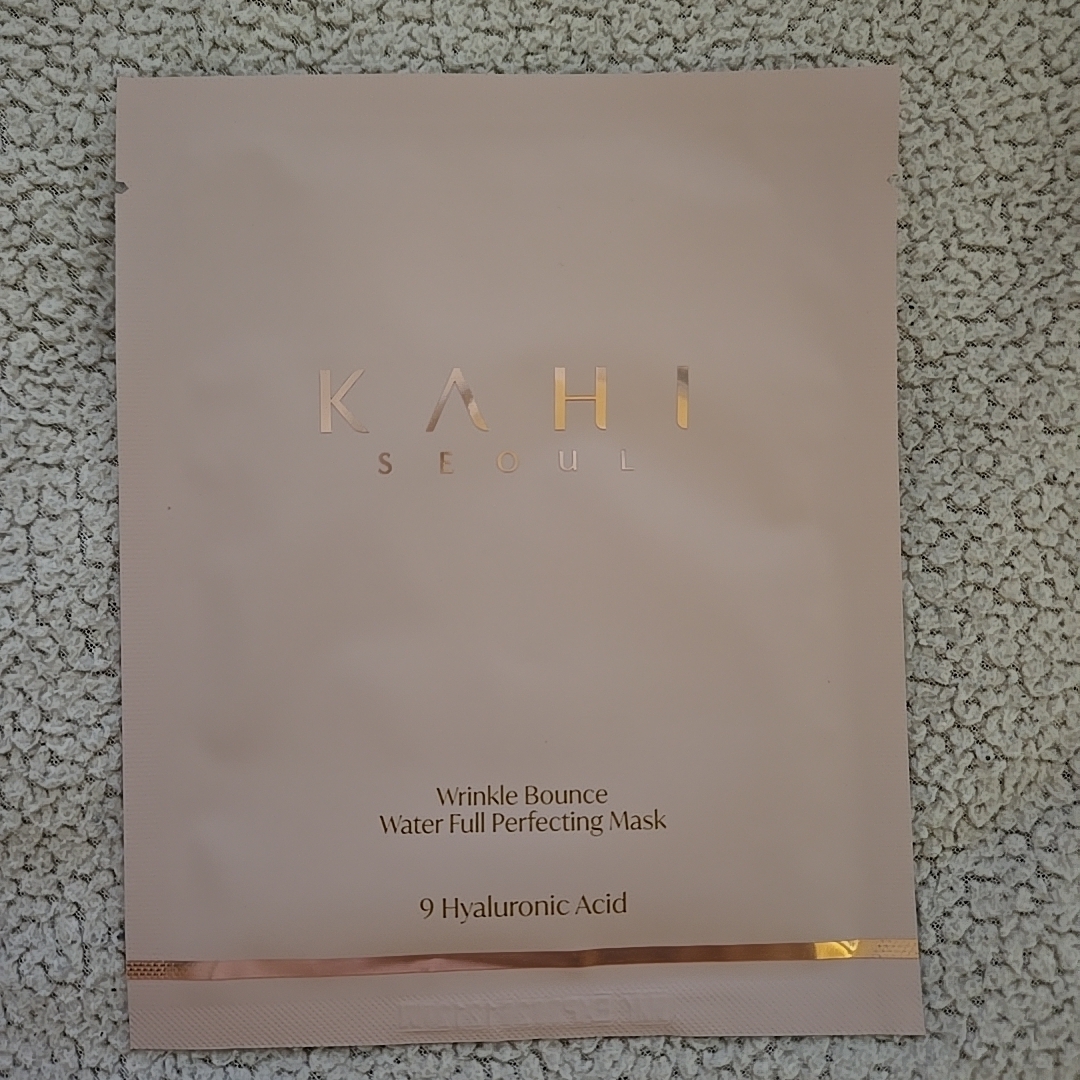 KAHI
SEOUL
Wrinkle Bounce
Water Full Perfecting Mask
9 Hyaluronic Acid